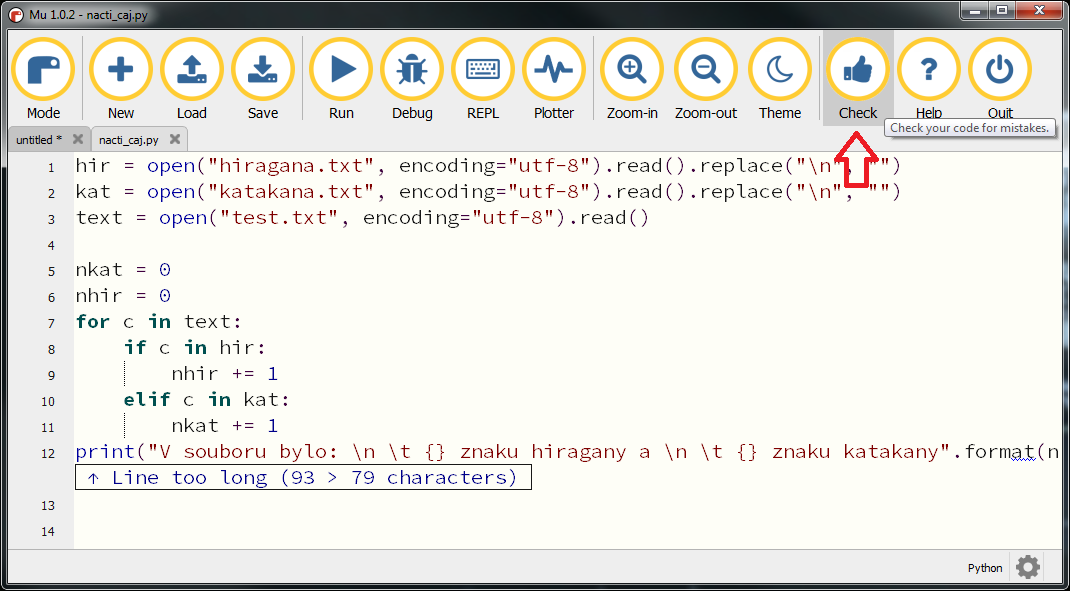 Mu 1.0.2 - nacti_caj.py
Mode New Load Save Run Debug REPL Plotter Zoom-in Zoom-out Theme Check Help Quit
Check your code for mistakes.
untitled * nacti_caj.py
1 hir = open("hiragana.txt", encoding="utf-8").read().replace("\n", "")
2 kat = open("katakana.txt", encoding="utf-8").read().replace("\n", "")
3 text = open("test.txt", encoding="utf-8").read()
4
5 nkat = 0
6 nhir = 0
7 for c in text:
8 if c in hir:
9 nhir += 1
10 elif c in kat:
11 nkat += 1
12 print("V souboru bylo: \n \t {} znaku hiragany a \n \t {} znaku katakany".format(n
↑ Line too long (93 > 79 characters)
13
14
Python